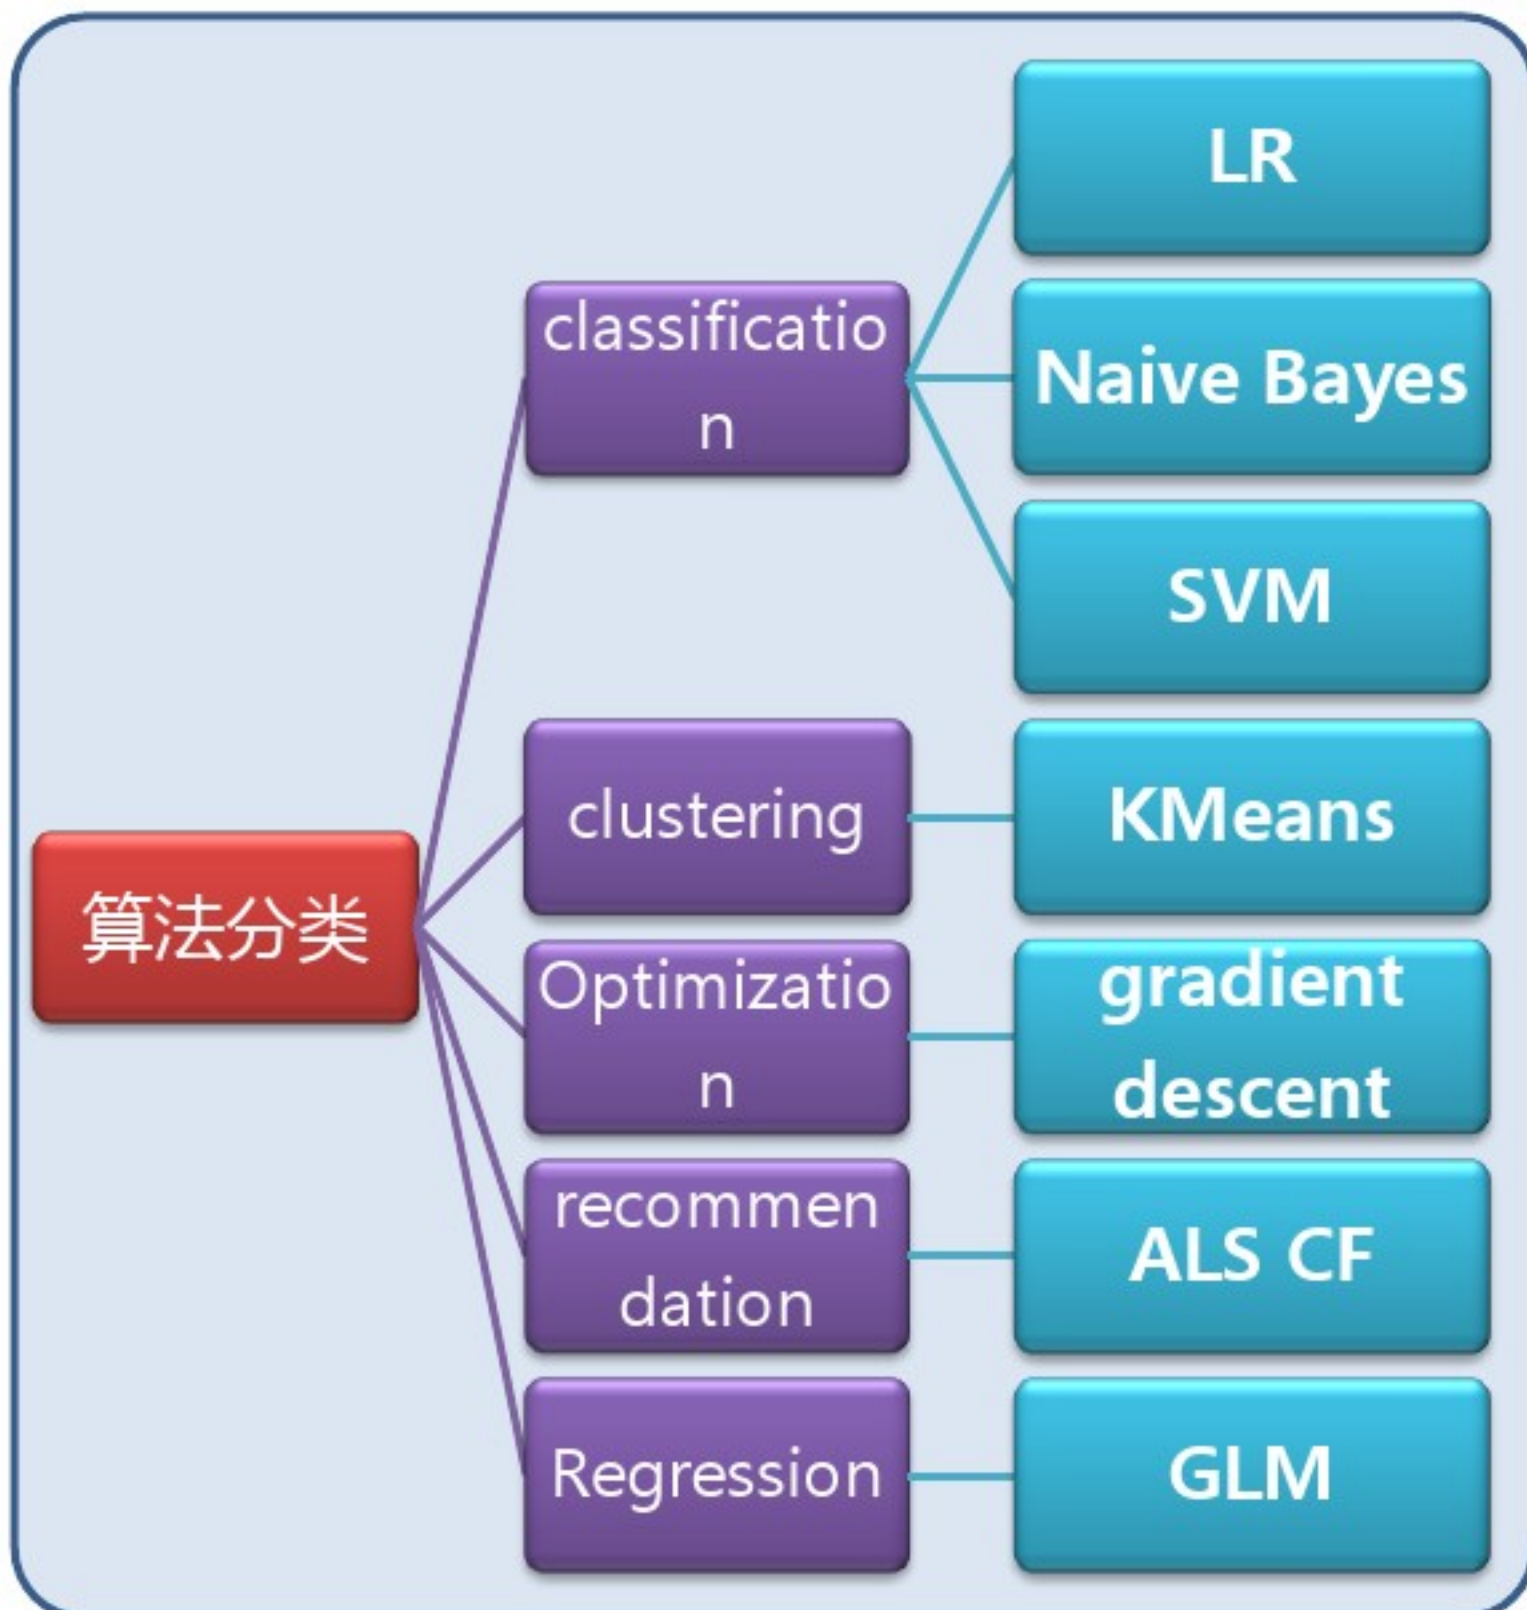 算法分类
classificatio
n
LR
Naive Bayes
SVM
clustering
KMeans
Optimizatio
n
gradient
descent
recommen
dation
ALS CF
Regression
GLM